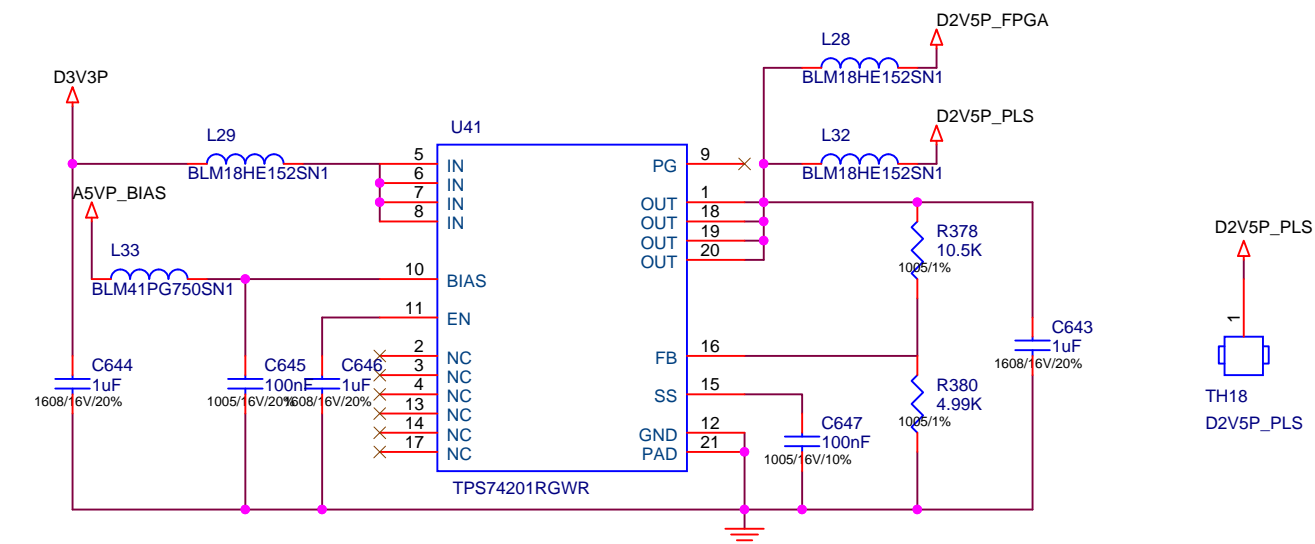 D2V5P_FPGA
L28
BLM18HE152SN1
D3V3P
D2V5P_PLS
L32
BLM18HE152SN1
L29
BLM18HE152SN1
A5VP_BIAS
L33
BLM41PG750SN1
U41
5 IN
6 IN
7 IN
8 IN
10 BIAS
11 EN
2 NC
3 NC
4 NC
13 NC
14 NC
17 NC
PG 9
OUT 1
OUT 18
OUT 19
OUT 20
FB 16
SS 15
GND 12
PAD 21
TPS74201RGWR
R378
10.5K
1005/1%
R380
4.99K
1005/1%
C643
1uF
1608/16V/20%
C644
1uF
1608/16V/20%
C645
100nF
1005/16V/20%
C646
1uF
1608/16V/20%
C647
100nF
1005/16V/10%
D2V5P_PLS
1
TH18
D2V5P_PLS